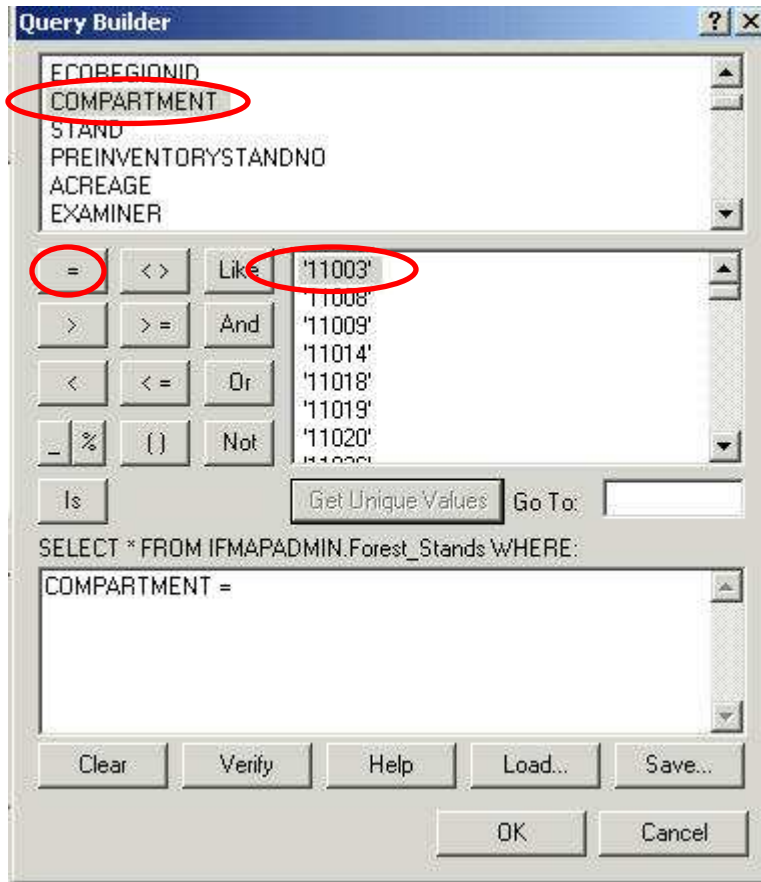 Query Builder ? X
ECOREGIONID
COMPARTMENT
STAND
PREINVENTORYSTANDNO
ACREAGE
EXAMINER
= < > Like '11003'
'11008'
> > = And '11009'
'11014'
< < = Or '11018'
'11019'
_ % ( ) Not '11020'
Is Get Unique Values Go To:
SELECT * FROM IFMAPADMIN.Forest_Stands WHERE:
COMPARTMENT =
Clear Verify Help Load... Save...
OK Cancel